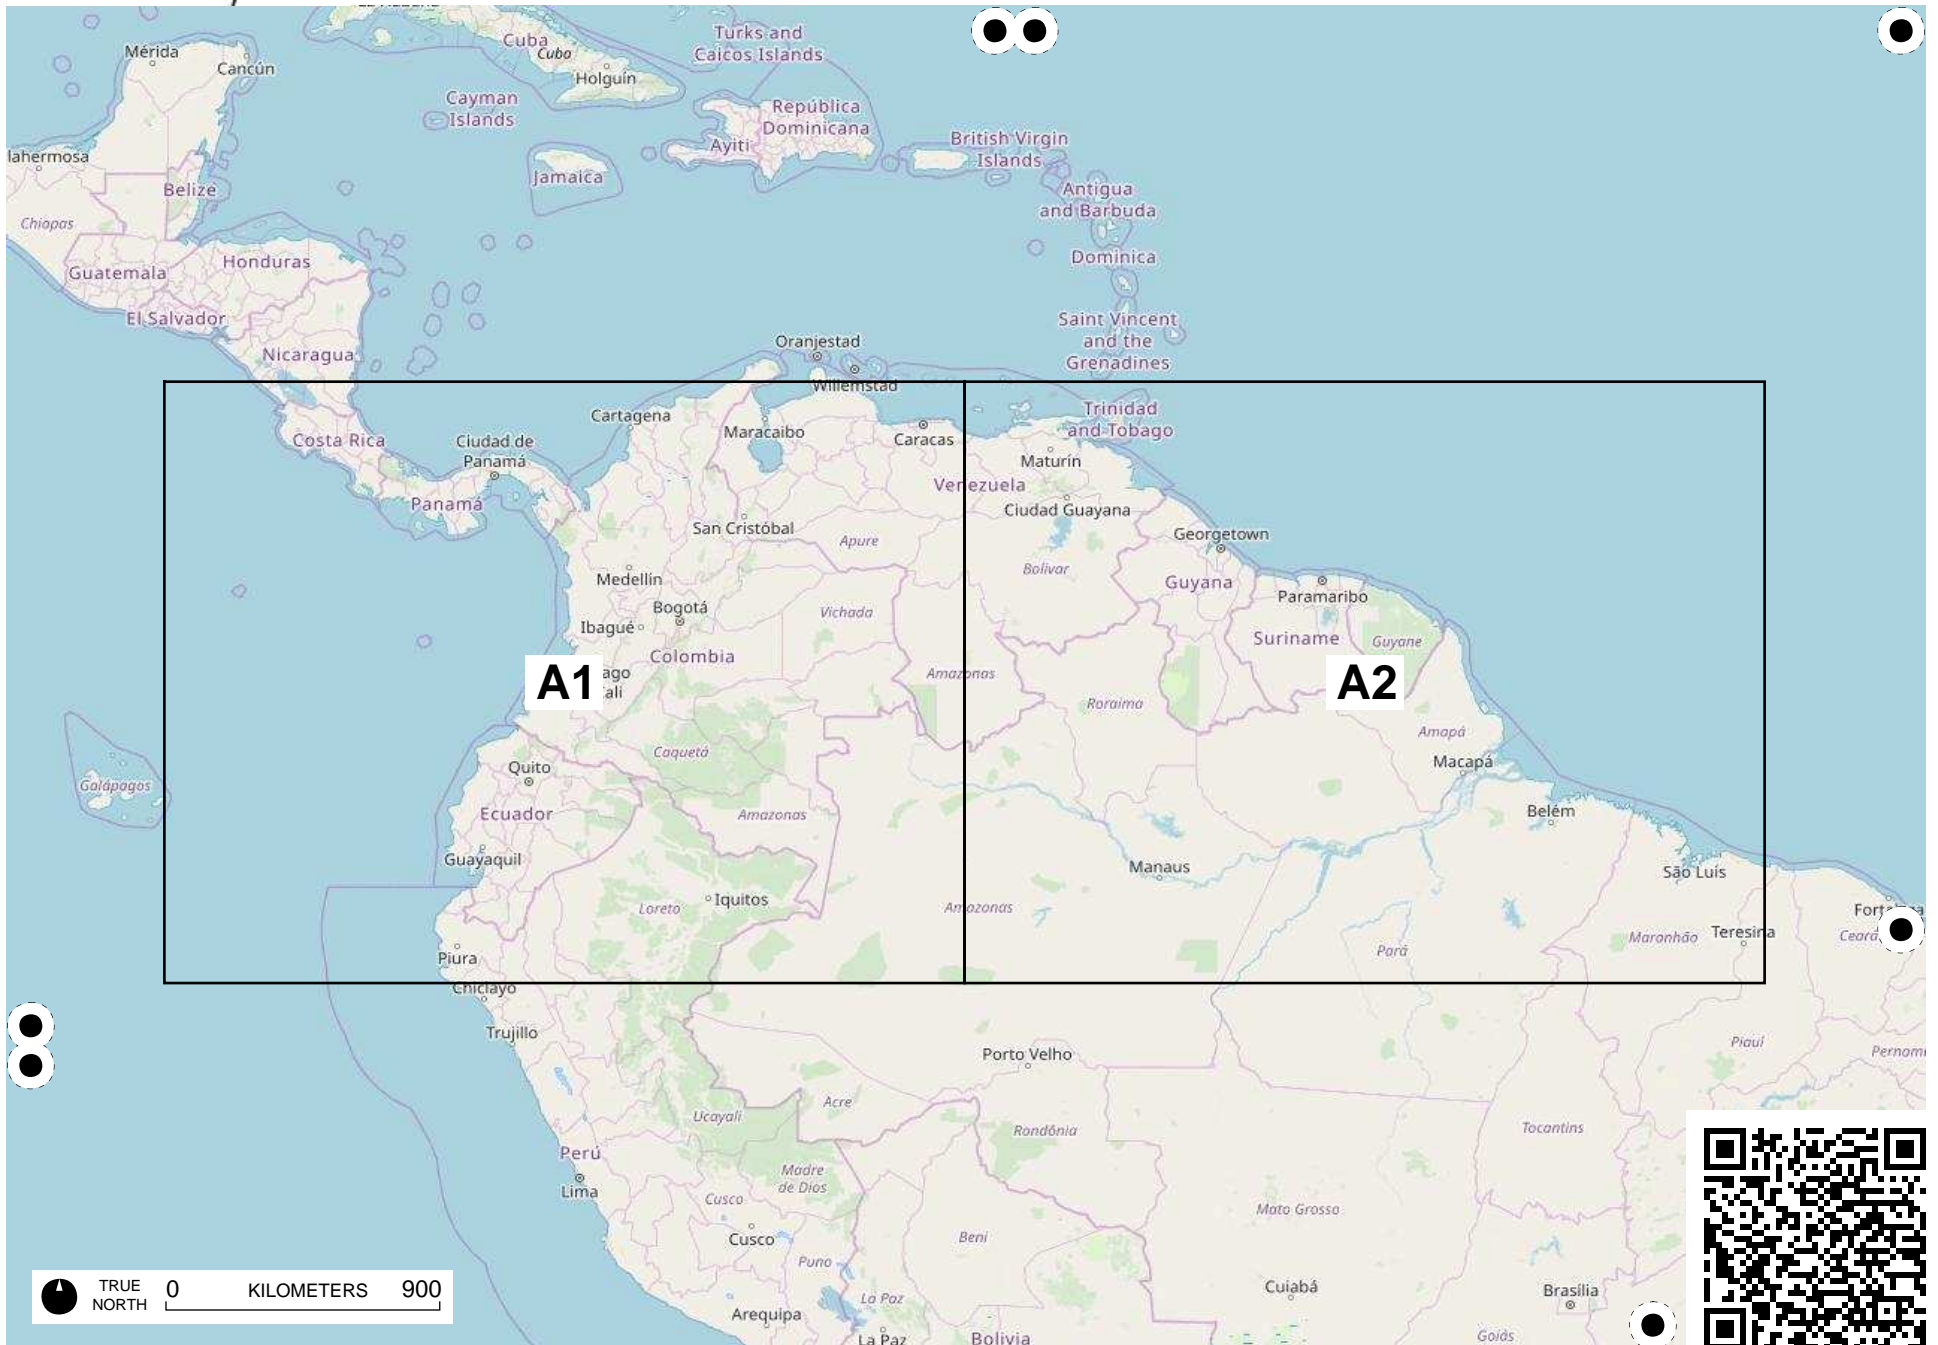 Mérida
Cancún
Cuba
Cuba
Holguín
Turks and
Caicos Islands
Cayman
Islands
República
Dominicana
Ayiti
British Virgin
Islands
lahermosa
Belize
Jamaica
Antigua
and Barbuda
Chiapas
Guatemala
Honduras
Dominica
El Salvador
Saint Vincent
and the
Grenadines
Nicaragua
Oranjestad
Willemstad
Cartagena
Trinidad
and Tobago
Costa Rica
Ciudad de
Panamá
Maracaibo
Caracas
Maturín
Panamá
Venezuela
Ciudad Guayana
San Cristóbal
Apure
Georgetown
Bolívar
Medellín
Guyana
Paramaribo
Bogotá
Vichada
Ibagué
Suriname
Guyane
Colombia
A1
ago
ali
Amazonas
A2
Roraima
Caquetá
Amapá
Quito
Macapá
Galápagos
Ecuador
Amazonas
Belém
Guayaquil
Manaus
São Luís
Loreto
Iquitos
Amazonas
Piura
Pará
Maranhão
Teresina
Ceará
Chiclayo
Trujillo
Porto Velho
Piauí
Acre
Ucayali
Rondônia
Tocantins
Perú
Madre
de Dios
Lima
Cusco
Mato Grosso
Cusco
Beni
Puno
TRUE
NORTH
0 KILOMETERS 900
La Paz
Cuiabá
Brasília
Arequipa
La Paz
Bolivia
Goiás